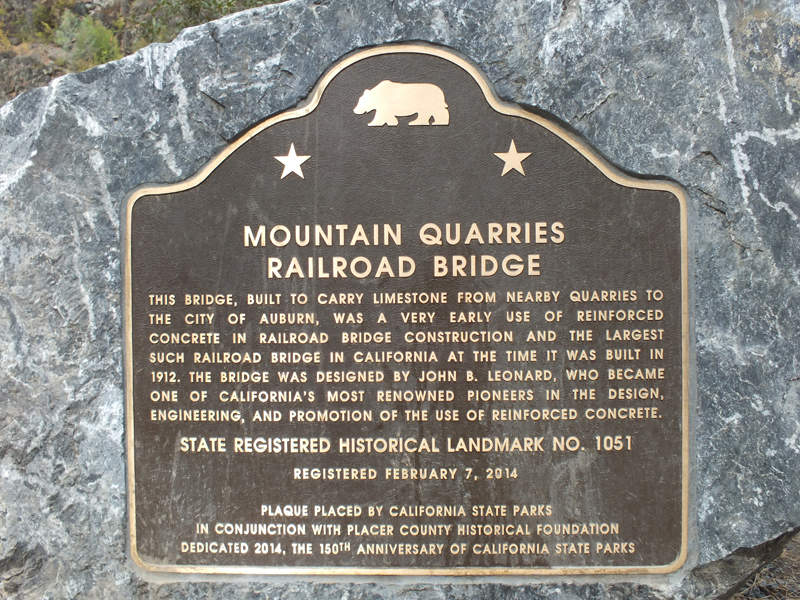 MOUNTAIN QUARRIES
RAILROAD BRIDGE
THIS BRIDGE, BUILT TO CARRY LIMESTONE FROM NEARBY QUARRIES TO
THE CITY OF AUBURN, WAS A VERY EARLY USE OF REINFORCED
CONCRETE IN RAILROAD BRIDGE CONSTRUCTION AND THE LARGEST
SUCH RAILROAD BRIDGE IN CALIFORNIA AT THE TIME IT WAS BUILT IN
1912. THE BRIDGE WAS DESIGNED BY JOHN B. LEONARD, WHO BECAME
ONE OF CALIFORNIA'S MOST RENOWNED PIONEERS IN THE DESIGN,
ENGINEERING, AND PROMOTION OF THE USE OF REINFORCED CONCRETE.
STATE REGISTERED HISTORICAL LANDMARK NO. 1051
REGISTERED FEBRUARY 7, 2014
PLAQUE PLACED BY CALIFORNIA STATE PARKS
IN CONJUNCTION WITH PLACER COUNTY HISTORICAL FOUNDATION
DEDICATED 2014, THE 150TH ANNIVERSARY OF CALIFORNIA STATE PARKS